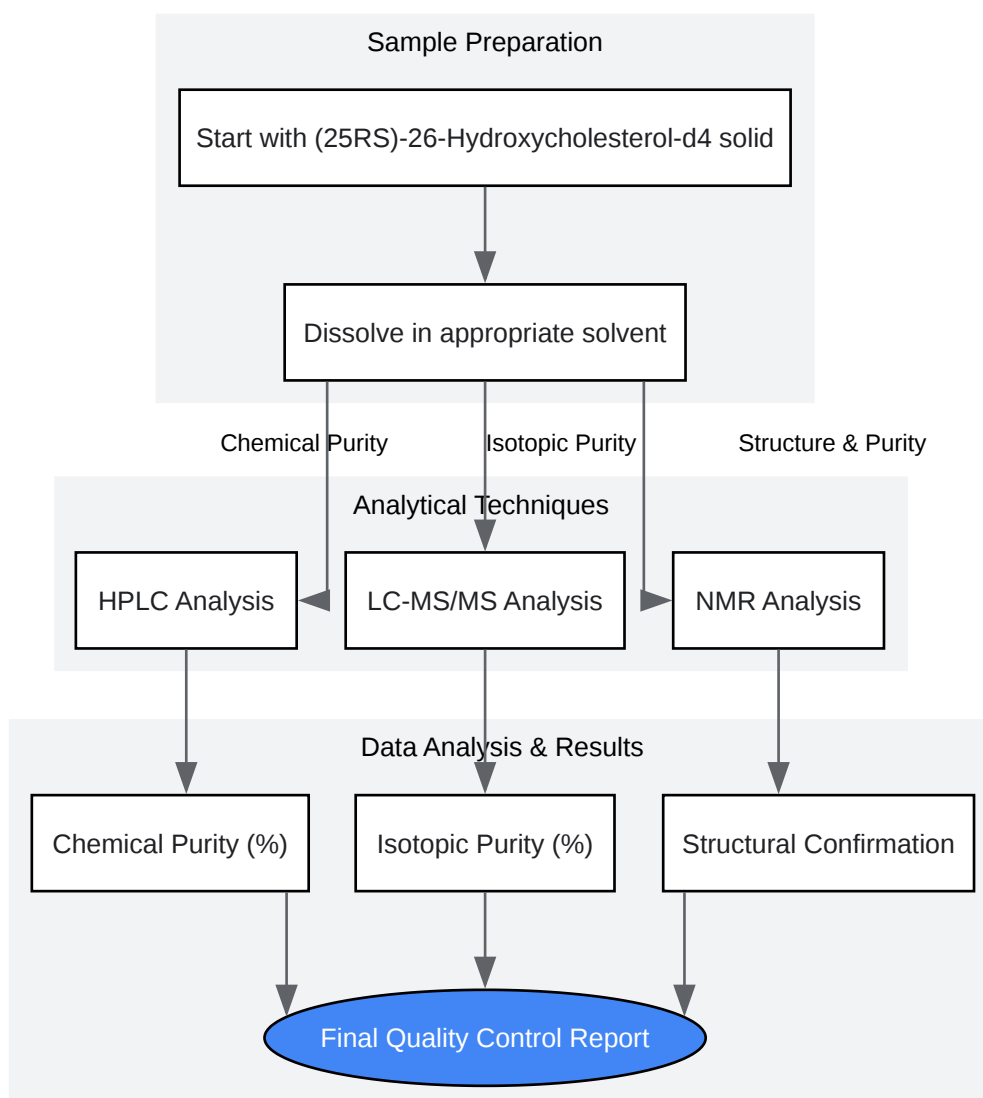 Sample Preparation
Start with (25RS)-26-Hydroxycholesterol-d4 solid
Dissolve in appropriate solvent
Chemical Purity
Isotopic Purity
Structure & Purity
Analytical Techniques
HPLC Analysis
LC-MS/MS Analysis
NMR Analysis
Data Analysis & Results
Chemical Purity (%)
Isotopic Purity (%)
Structural Confirmation
Final Quality Control Report